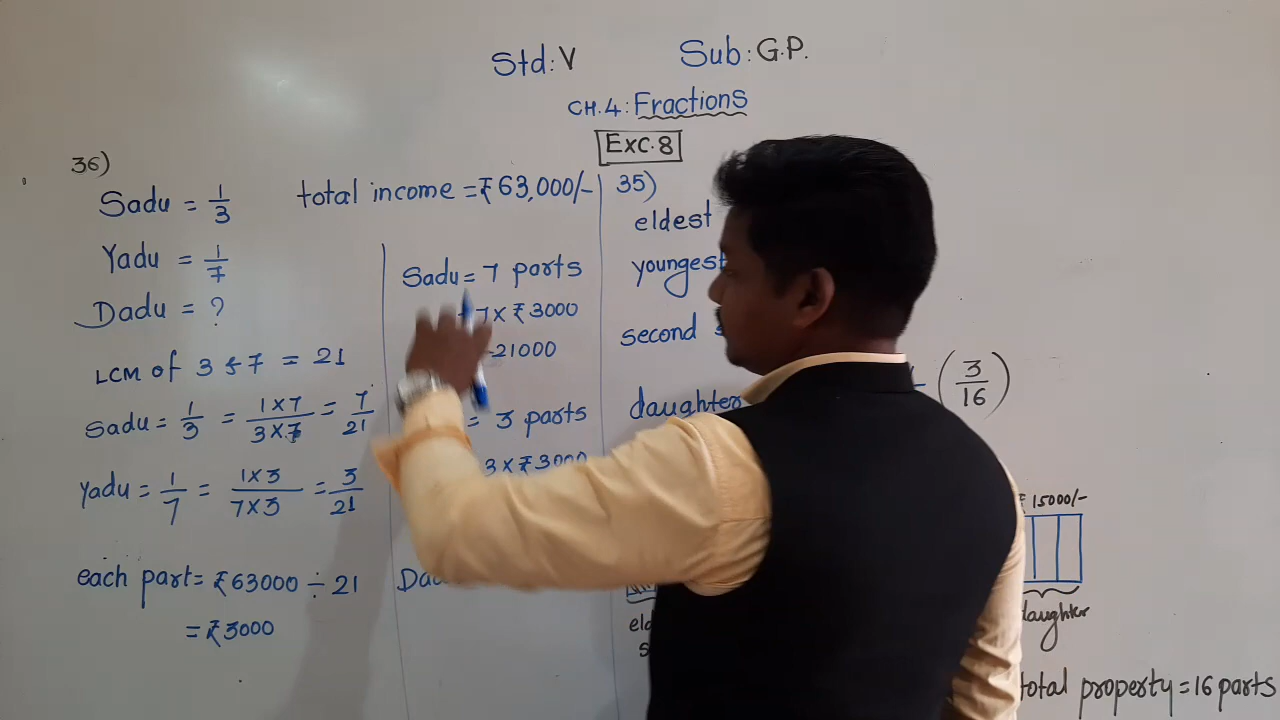 Std: V Sub: G.P.
CH.4: Fractions
Exc.8
36)
Sadu = 1/3
total income = ₹63,000/-
Yadu = 1/7
Dadu = ?
LCM of 3 & 7 = 21
Sadu = 1/3 = 1×7/3×7 = 7/21
Yadu = 1/7 = 1×3/7×3 = 3/21
each part = ₹63000 ÷ 21
= ₹3000
Sadu = 7 parts
7 × ₹3000
21000
= 3 parts
3 × ₹3000
35)
eldest
youngest
second
daughter
(3/16)
₹15000/-
daughter
total property = 16 parts